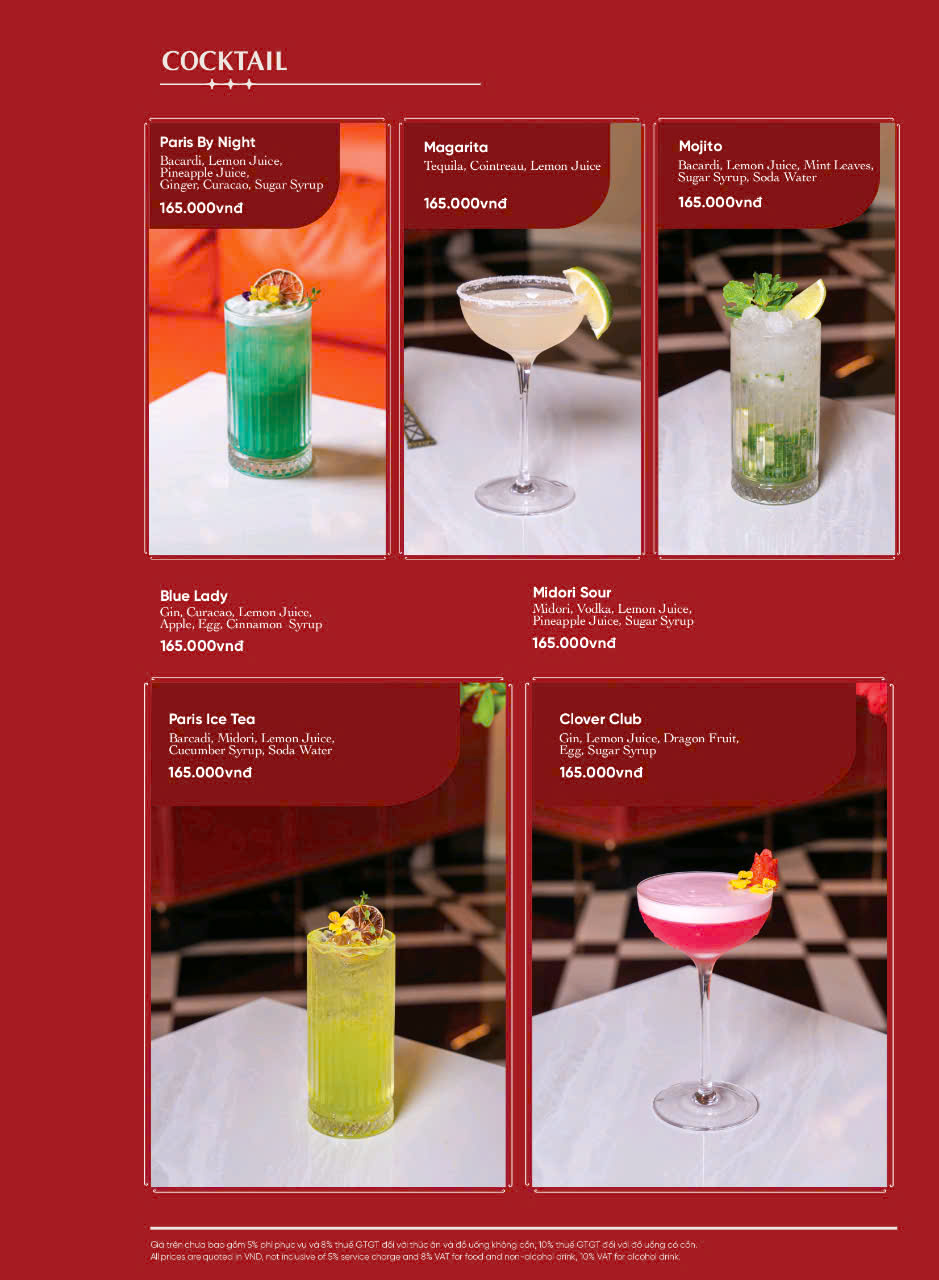 COCKTAIL
Paris By Night
Bacardi, Lemon Juice,
Pineapple Juice,
Ginger, Curacao, Sugar Syrup
165.000vnđ
Magarita
Tequila, Cointreau, Lemon Juice
165.000vnđ
Mojito
Bacardi, Lemon Juice, Mint Leaves,
Sugar Syrup, Soda Water
165.000vnđ
Blue Lady
Gin, Curacao, Lemon Juice,
Apple, Egg, Cinnamon Syrup
165.000vnđ
Midori Sour
Midori, Vodka, Lemon Juice,
Pineapple Juice, Sugar Syrup
165.000vnđ
Paris Ice Tea
Barcadi, Midori, Lemon Juice,
Cucumber Syrup, Soda Water
165.000vnđ
Clover Club
Gin, Lemon Juice, Dragon Fruit,
Egg, Sugar Syrup
165.000vnđ
Giá trên chưa bao gồm 5% phí phục vụ và 8% thuế GTGT đối với thức ăn và đồ uống không cồn, 10% thuế GTGT đối với đồ uống có cồn.
All prices are quoted in VND, not inclusive of 5% service charge and 8% VAT for food and non-alcohol drink, 10% VAT for alcohol drink.